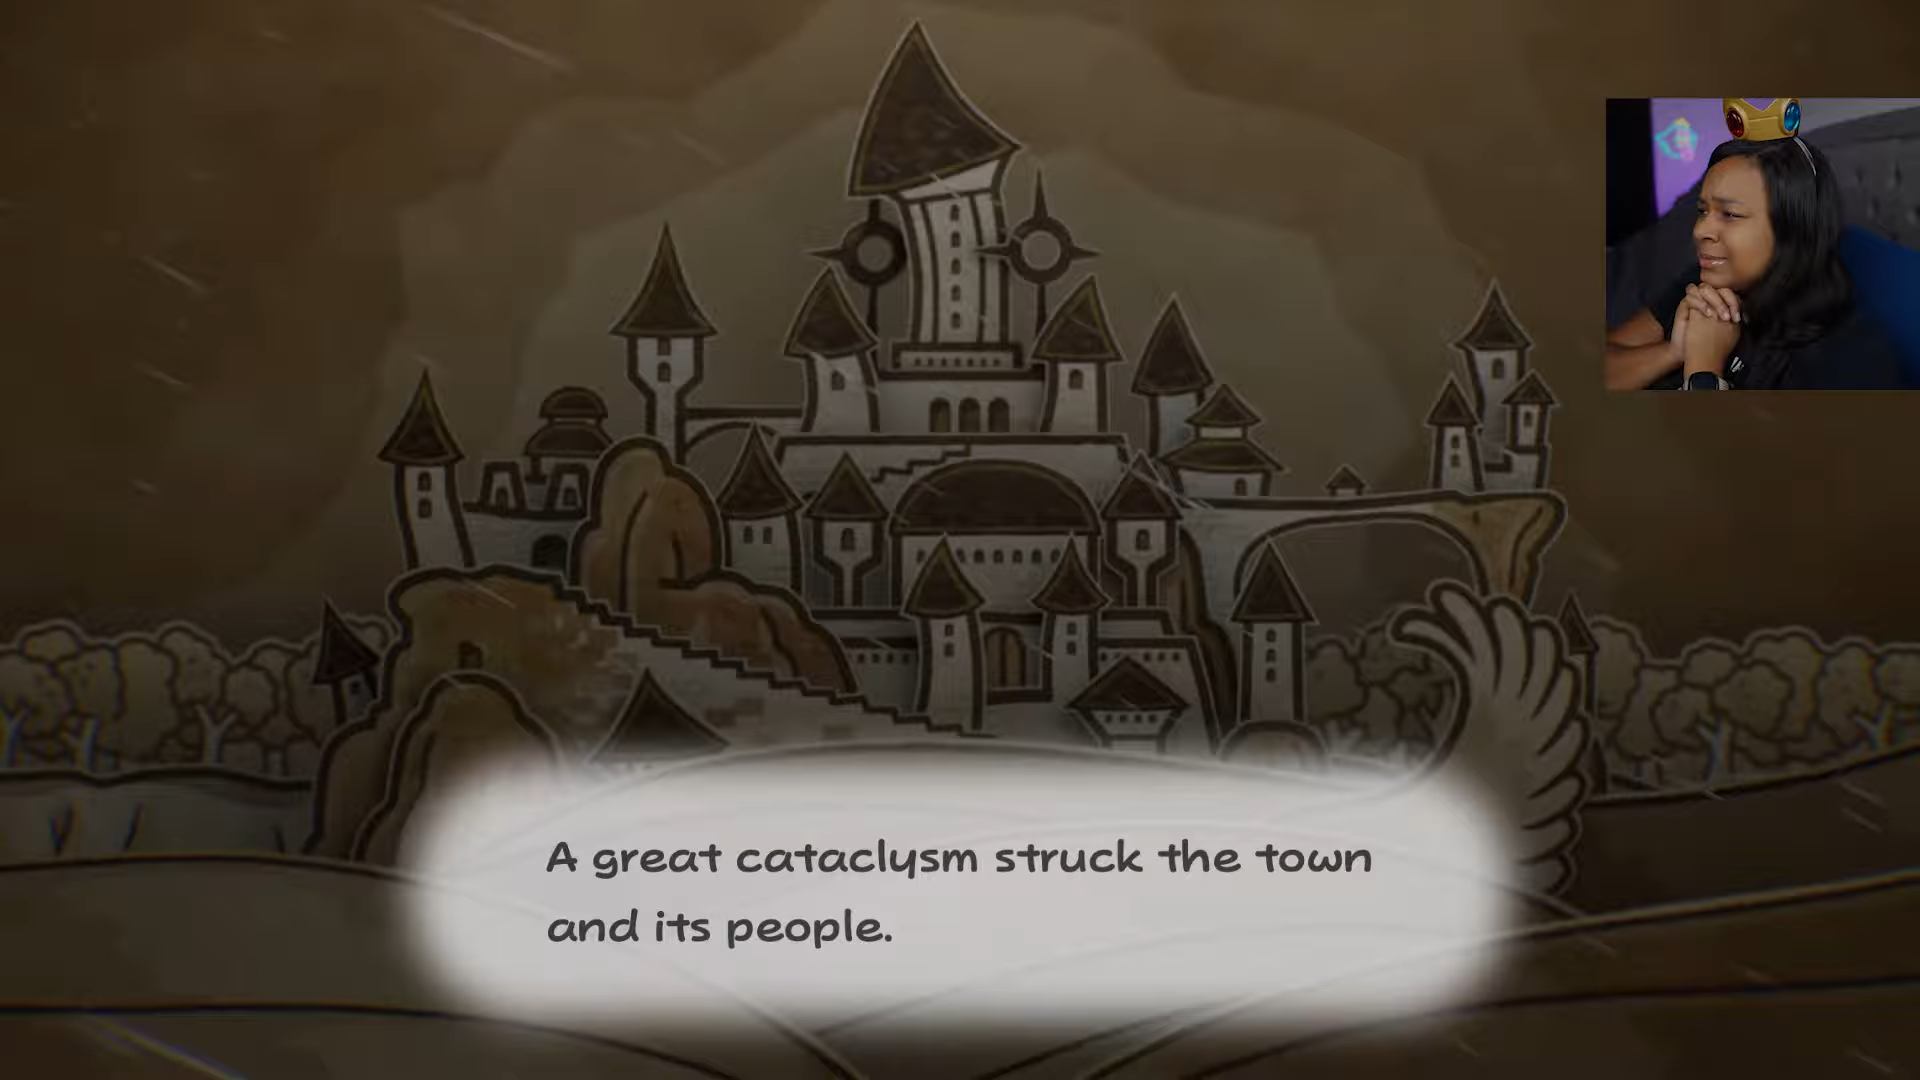 A great cataclysm struck the town
and its people.